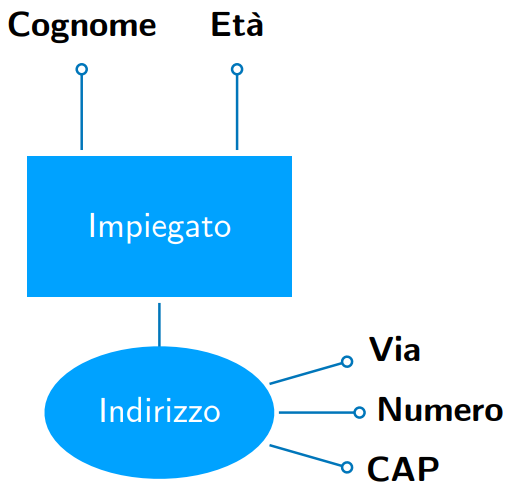 Cognome Età
Impiegato
Via
Indirizzo
Numero
CAP